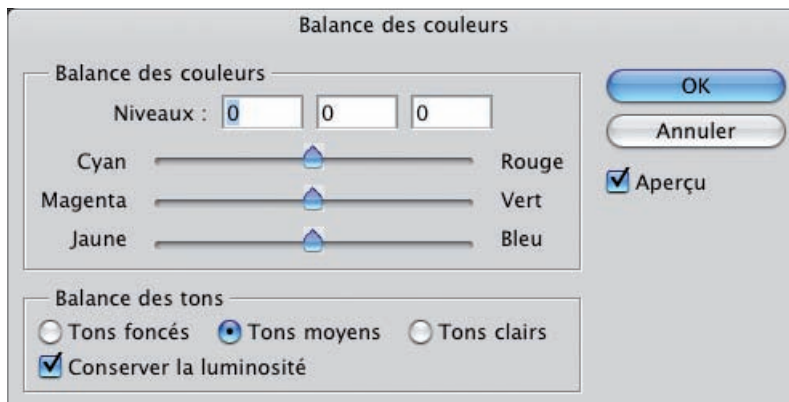 Balance des couleurs
Balance des couleurs
Niveaux : 0 0 0
Cyan Rouge
Magenta Vert
Jaune Bleu
OK
Annuler
Aperçu
Balance des tons
Tons foncés Tons moyens Tons clairs
Conserver la luminosité